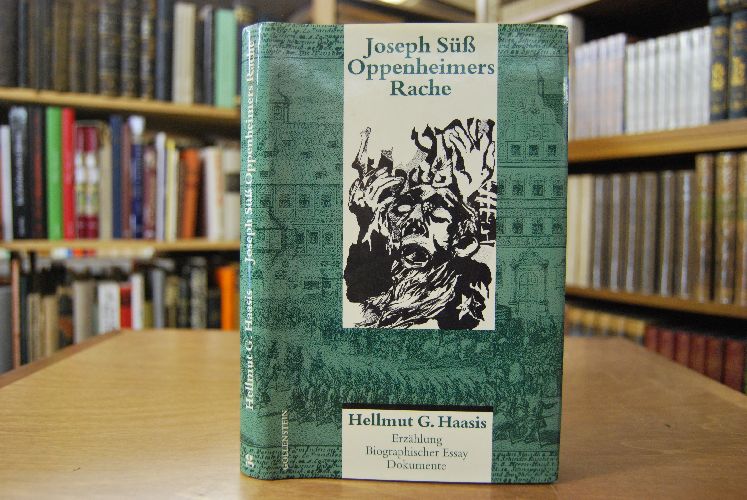 Joseph Süß
Oppenheimers
Rache
Hellmut G. Haasis
Erzählung
Biographischer Essay
Dokumente
Hellmut G. Haasis Joseph Süß Oppenheimers Rache
GOLLENSTEIN